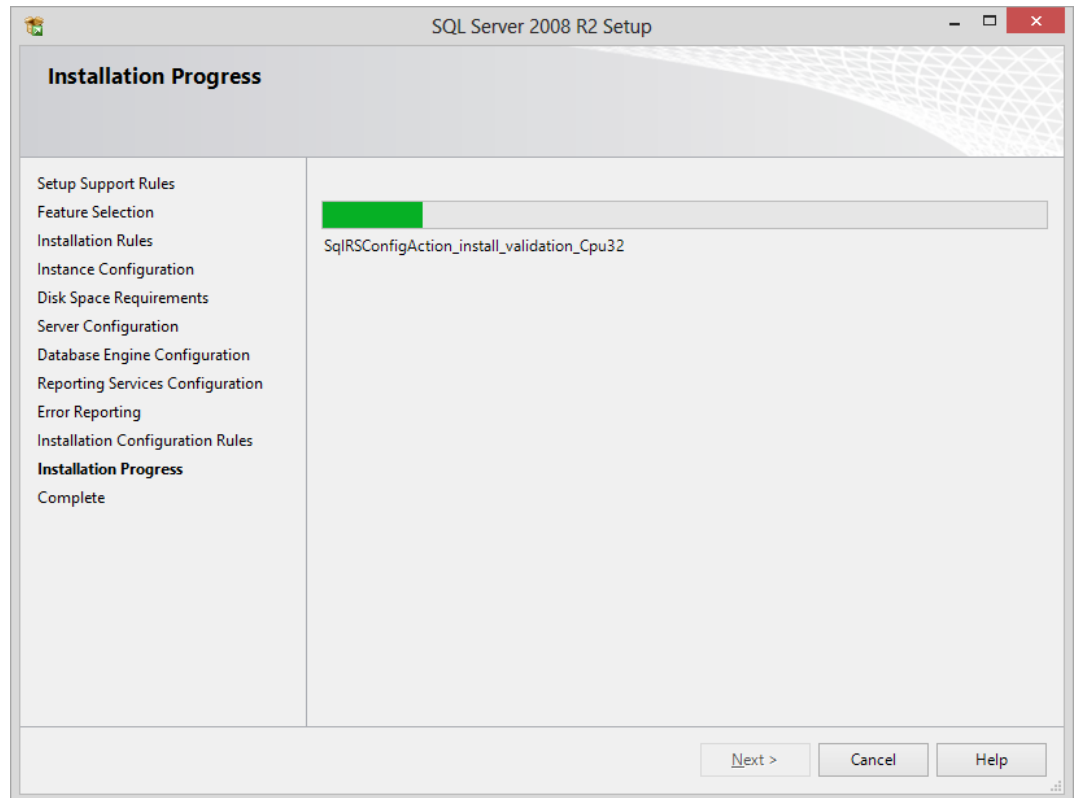 SQL Server 2008 R2 Setup
Installation Progress
Setup Support Rules
Feature Selection
Installation Rules
Instance Configuration
Disk Space Requirements
Server Configuration
Database Engine Configuration
Reporting Services Configuration
Error Reporting
Installation Configuration Rules
Installation Progress
Complete
SqlRSConfigAction_install_validation_Cpu32
Next >
Cancel
Help